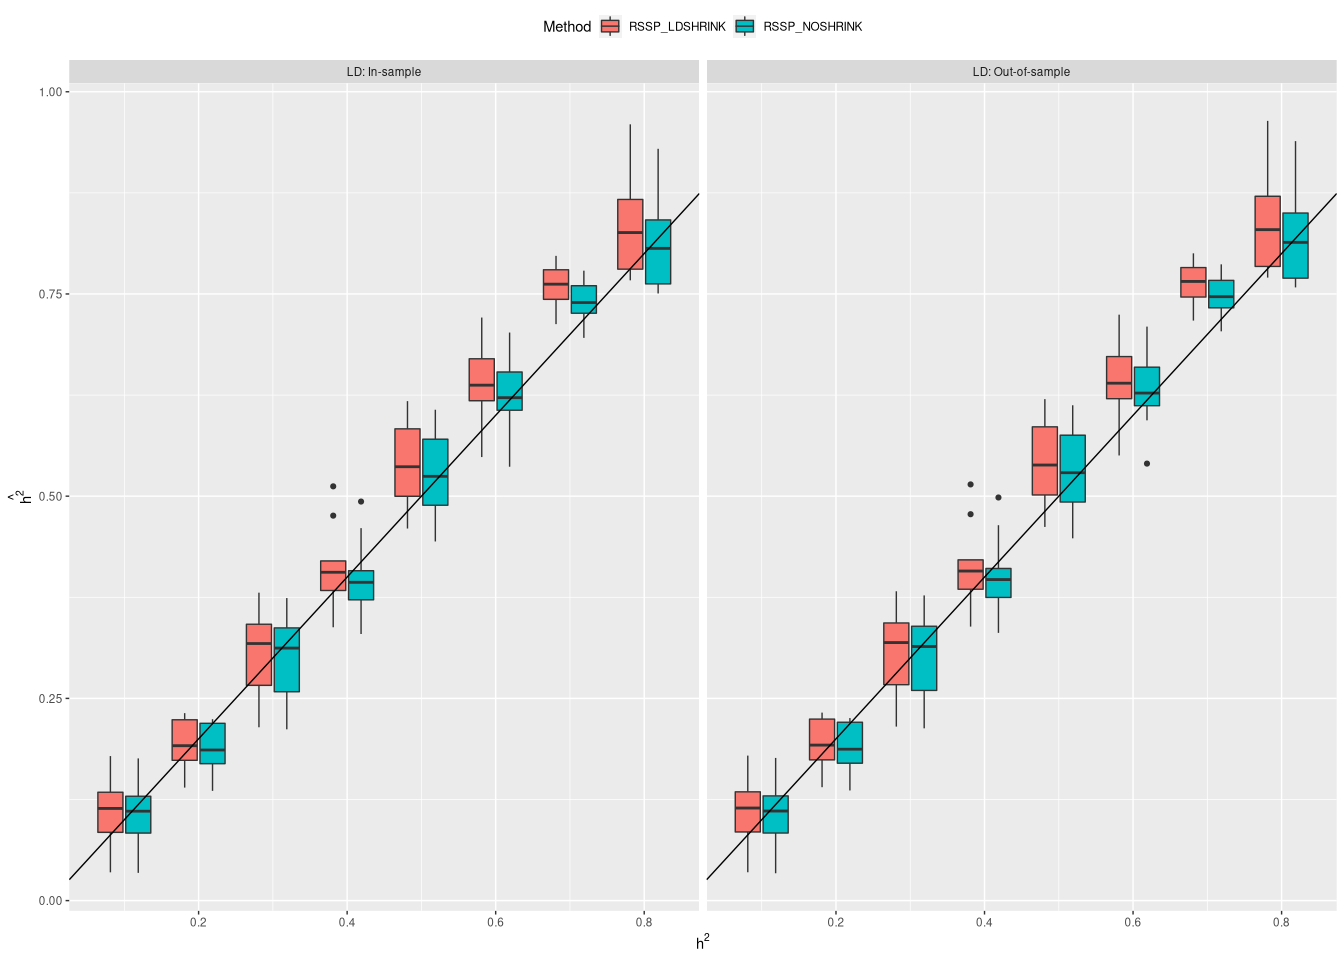 Method RSSP_LDSHRINK RSSP_NOSHRINK
LD: In-sample LD: Out-of-sample
1.00
0.75
0.50
ĥ²
0.25
0.00
0.2 0.4 0.6 0.8 0.2 0.4 0.6 0.8
h²